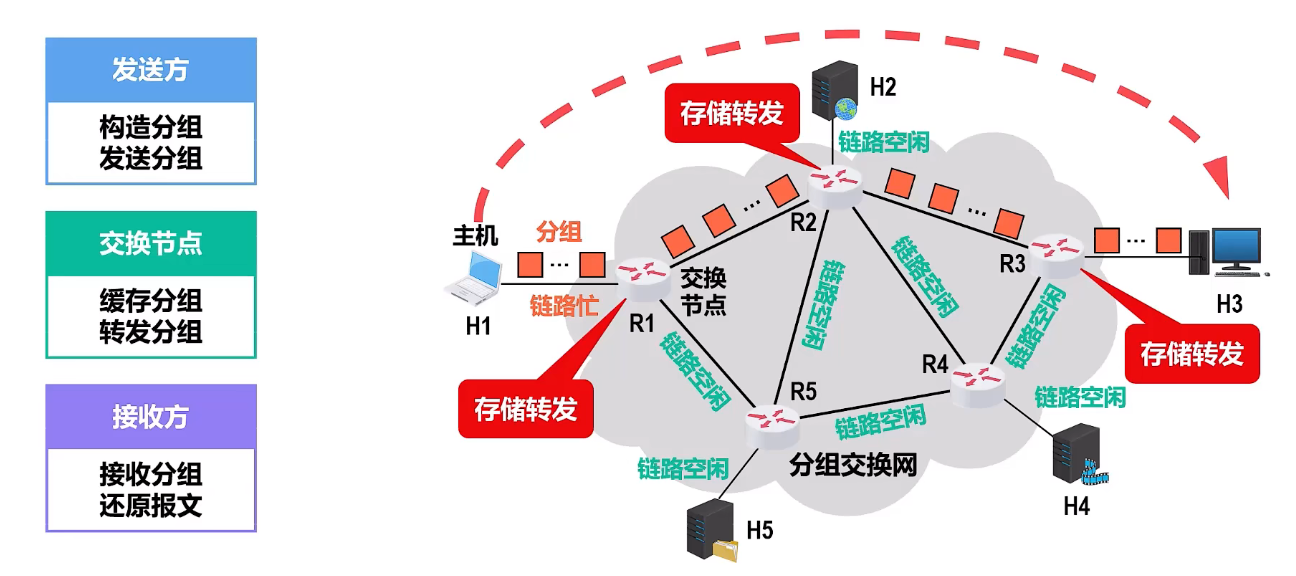 发送方
构造分组
发送分组
交换节点
缓存分组
转发分组
接收方
接收分组
还原报文
H2
存储转发
链路空闲
主机
分组
...
...
R2
...
...
链路忙
H1
R1
交换
节点
R3
H3
链路空闲
链路空闲
链路空闲
链路空闲
存储转发
存储转发
R5
R4
链路空闲
链路空闲
链路空闲
分组交换网
H5
H4